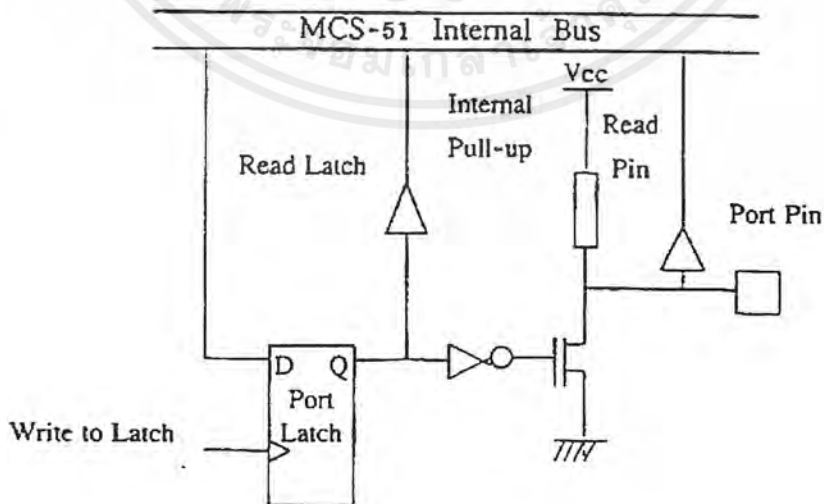 MCS-51 Internal Bus
Vcc
Internal
Pull-up
Read
Pin
Read Latch
Port Pin
D Q
Port
Latch
Write to Latch